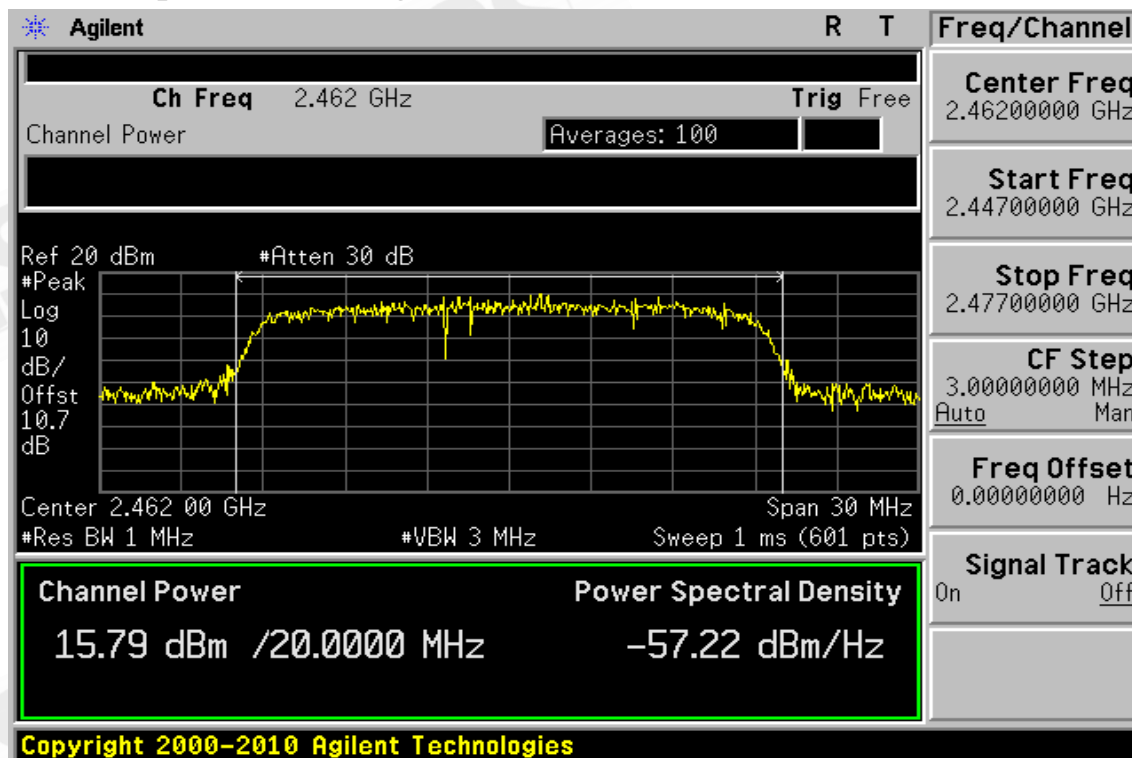 Agilent R T Freq/Channel
Ch Freq 2.462 GHz Trig Free
Channel Power Averages: 100
Center Freq
2.46200000 GHz
Start Freq
2.44700000 GHz
Stop Freq
2.47700000 GHz
CF Step
3.00000000 MHz
Auto Man
Freq Offset
0.00000000 Hz
Signal Track
On Off
Ref 20 dBm #Atten 30 dB
#Peak
Log
10
dB/
Offst
10.7
dB
Center 2.462 00 GHz Span 30 MHz
#Res BW 1 MHz #VBW 3 MHz Sweep 1 ms (601 pts)
Channel Power Power Spectral Density
15.79 dBm /20.0000 MHz -57.22 dBm/Hz
Copyright 2000-2010 Agilent Technologies